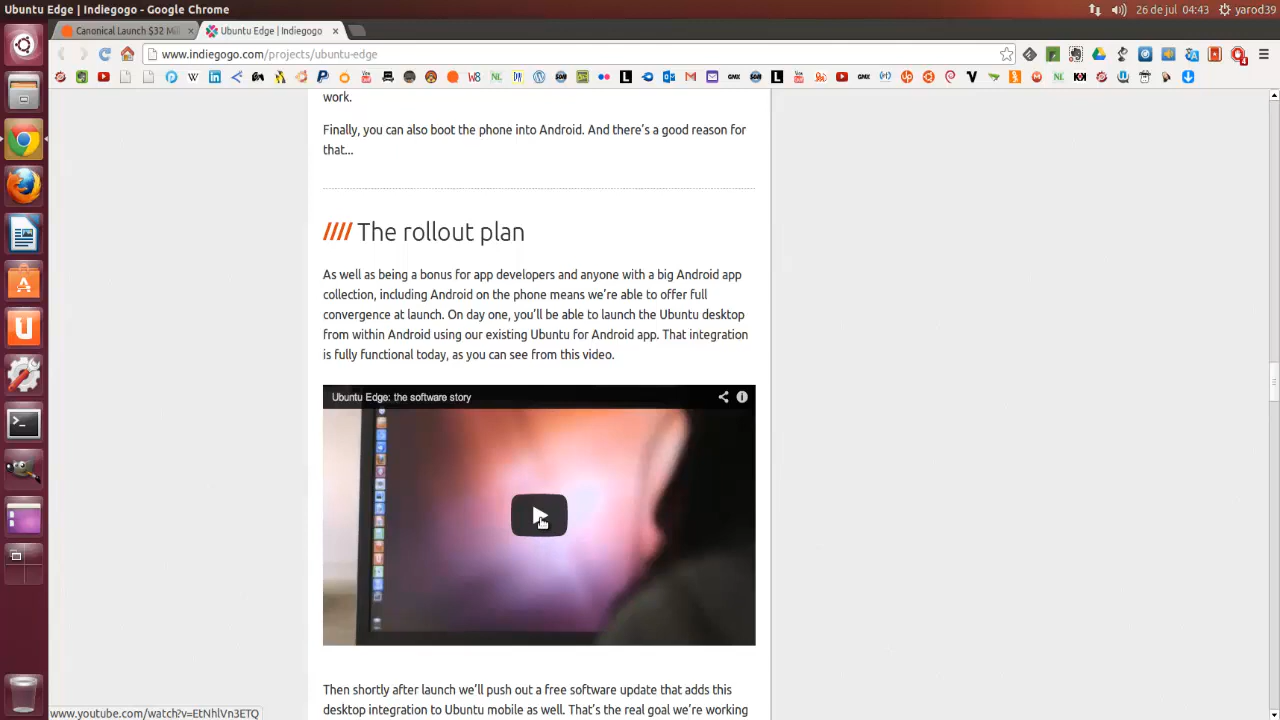 Ubuntu Edge | Indiegogo - Google Chrome
26 de jul 04:43
yarod39
Canonical Launch $32 Mil
Ubuntu Edge | Indiegogo
www.indiegogo.com/projects/ubuntu-edge
work.
Finally, you can also boot the phone into Android. And there's a good reason for
that...
//// The rollout plan
As well as being a bonus for app developers and anyone with a big Android app
collection, including Android on the phone means we're able to offer full
convergence at launch. On day one, you'll be able to launch the Ubuntu desktop
from within Android using our existing Ubuntu for Android app. That integration
is fully functional today, as you can see from this video.
Ubuntu Edge: the software story
Then shortly after launch we'll push out a free software update that adds this
desktop integration to Ubuntu mobile as well. That's the real goal we're working
www.youtube.com/watch?v=EtNhlVn3ETQ